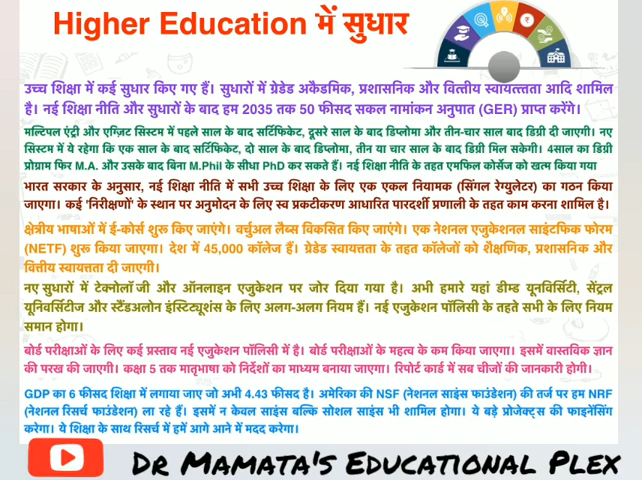 Higher Education में सुधार
उच्च शिक्षा में कई सुधार किए गए हैं। सुधारों में ग्रेडेड अकैडमिक, प्रशासनिक और वित्तीय स्वायत्तता आदि शामिल
है। नई शिक्षा नीति और सुधारों के बाद हम 2035 तक 50 फीसद सकल नामांकन अनुपात (GER) प्राप्त करेंगे।
मल्टिपल एंट्री और एग्ज़िट सिस्टम में पहले साल के बाद सर्टिफिकेट, दूसरे साल के बाद डिप्लोमा और तीन-चार साल बाद डिग्री दी जाएगी। नए
सिस्टम में ये रहेगा कि एक साल के बाद सर्टिफिकेट, दो साल के बाद डिप्लोमा, तीन या चार साल के बाद डिग्री मिल सकेगी। 4साल का डिग्री
प्रोग्राम फिर M.A. और उसके बाद बिना M.Phil के सीधा PhD कर सकते हैं। नई शिक्षा नीति के तहत एमफिल कोर्सेज को खत्म किया गया
भारत सरकार के अनुसार, नई शिक्षा नीति में सभी उच्च शिक्षा के लिए एक एकल नियामक (सिंगल रेग्युलेटर) का गठन किया
जाएगा। कई 'निरीक्षणों' के स्थान पर अनुमोदन के लिए स्व प्रकटीकरण आधारित पारदर्शी प्रणाली के तहत काम करना शामिल है।
क्षेत्रीय भाषाओं में ई-कोर्स शुरू किए जाएंगे। वर्चुअल लैब्स विकसित किए जाएंगे। एक नेशनल एजुकेशनल साइंटफिक फोरम
(NETF) शुरू किया जाएगा। देश में 45,000 कॉलेज हैं। ग्रेडेड स्वायत्तता के तहत कॉलेजों को शैक्षणिक, प्रशासनिक और
वित्तीय स्वायत्तता दी जाएगी।
नए सुधारों में टेक्नोलॉजी और ऑनलाइन एजुकेशन पर जोर दिया गया है। अभी हमारे यहां डीम्ड यूनविर्सिटी, सेंट्रल
यूनिवर्सिटीज और स्टैंडअलोन इंस्टिट्यूशंस के लिए अलग-अलग नियम हैं। नई एजुकेशन पॉलिसी के तहते सभी के लिए नियम
समान होगा।
बोर्ड परीक्षाओं के लिए कई प्रस्ताव नई एजुकेशन पॉलिसी में है। बोर्ड परीक्षाओं के महत्व के कम किया जाएगा। इसमें वास्तविक ज्ञान
की परख की जाएगी। कक्षा 5 तक मातृभाषा को निर्देशों का माध्यम बनाया जाएगा। रिपोर्ट कार्ड में सब चीजों की जानकारी होगी।
GDP का 6 फीसद शिक्षा में लगाया जाए जो अभी 4.43 फीसद है। अमेरिका की NSF (नेशनल साइंस फाउंडेशन) की तर्ज पर हम NRF
(नेशनल रिसर्च फाउंडेशन) ला रहे हैं। इसमें न केवल साइंस बल्कि सोशल साइंस भी शामिल होगा। ये बड़े प्रोजेक्ट्स की फाइनेंसिंग
करेगा। ये शिक्षा के साथ रिसर्च में हमें आगे आने में मदद करेगा।
Dr Mamata's Educational Plex